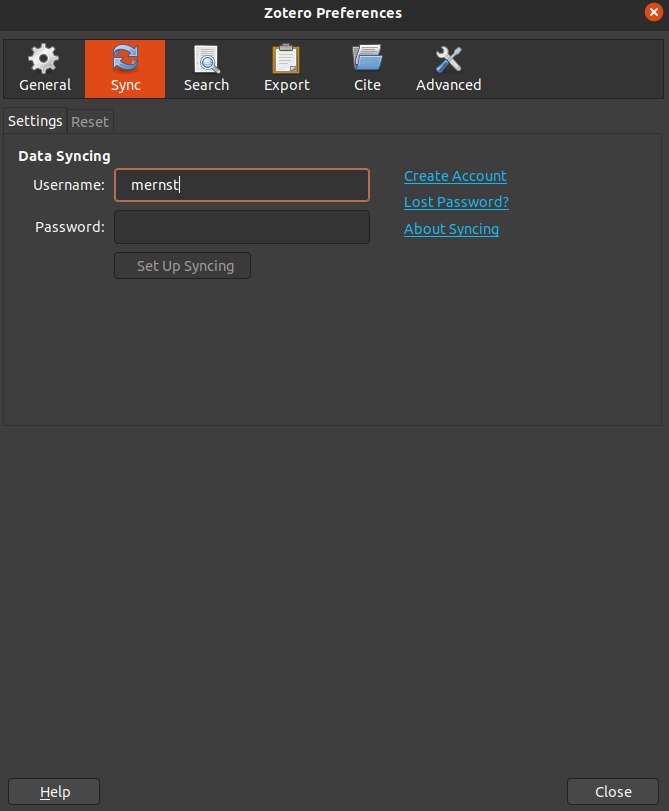 Zotero Preferences
General Sync Search Export Cite Advanced
Settings Reset
Data Syncing
Username: mernst Create Account
Lost Password?
Password: About Syncing
Set Up Syncing
Help Close